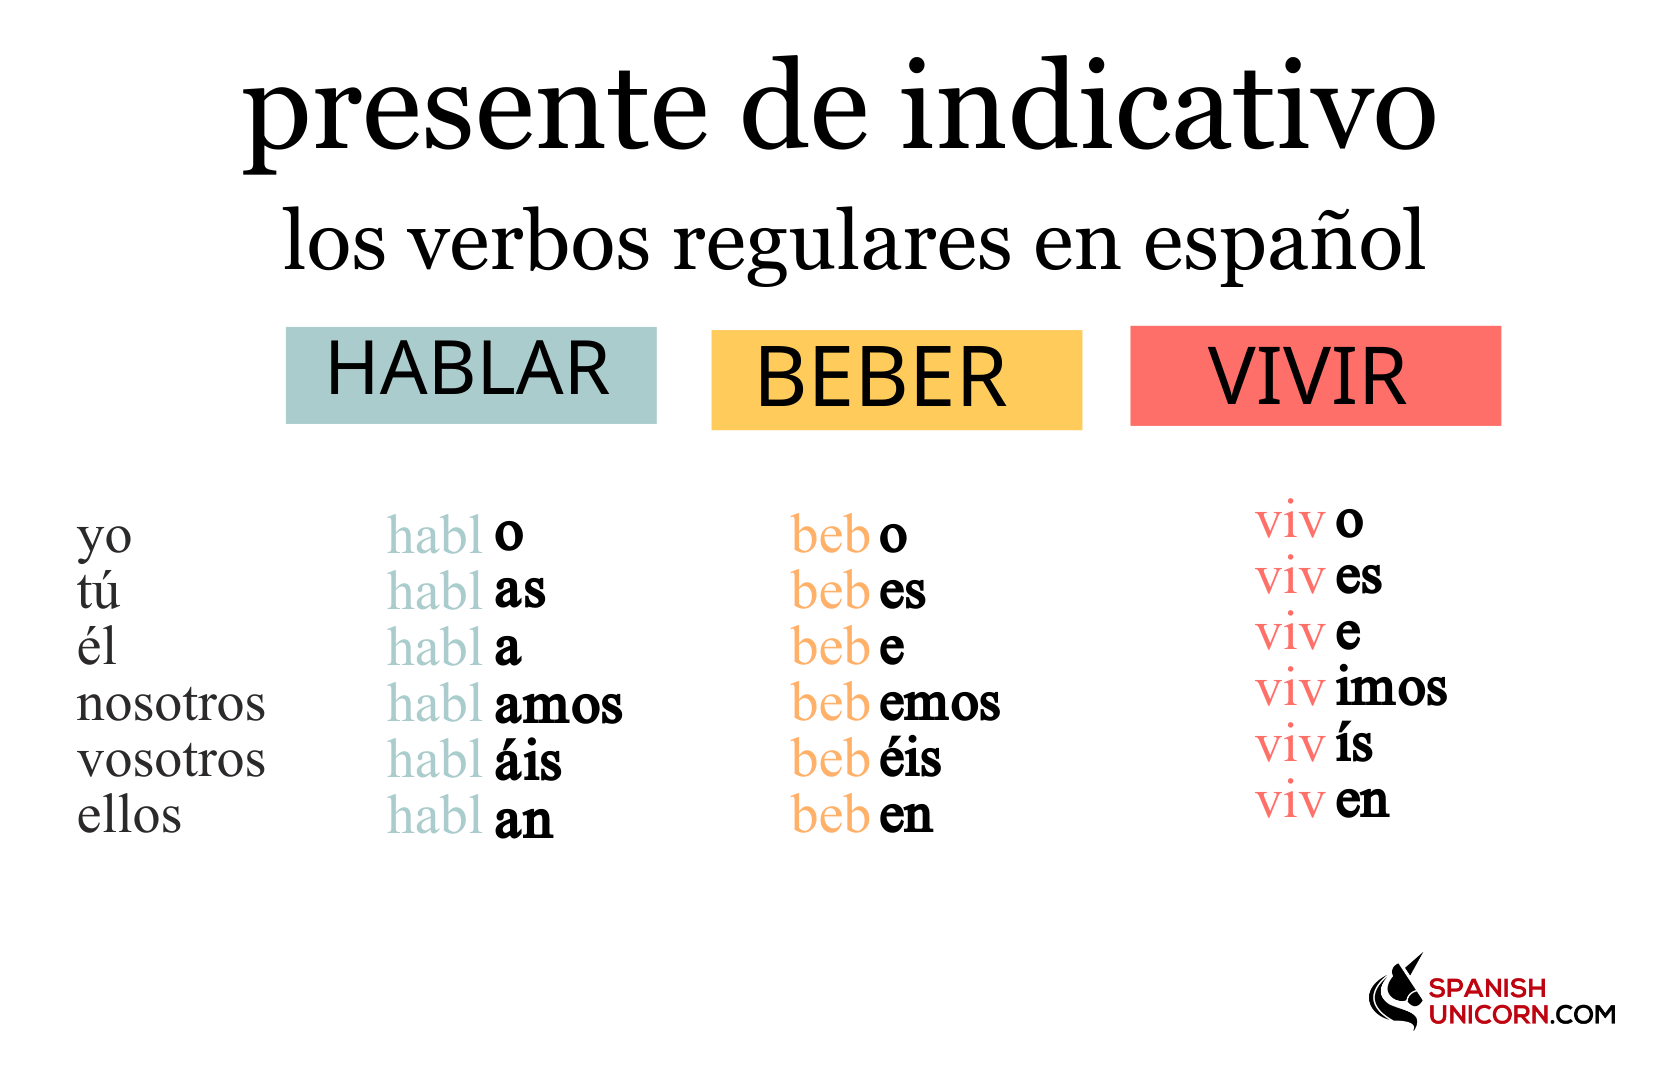 presente de indicativo
los verbos regulares en español
HABLAR BEBER VIVIR
yo habl o beb o viv o
tú habl as beb es viv es
él habl a beb e viv e
nosotros habl amos beb emos viv imos
vosotros habl áis beb éis viv ís
ellos habl an beb en viv en
SPANISH
UNICORN.COM